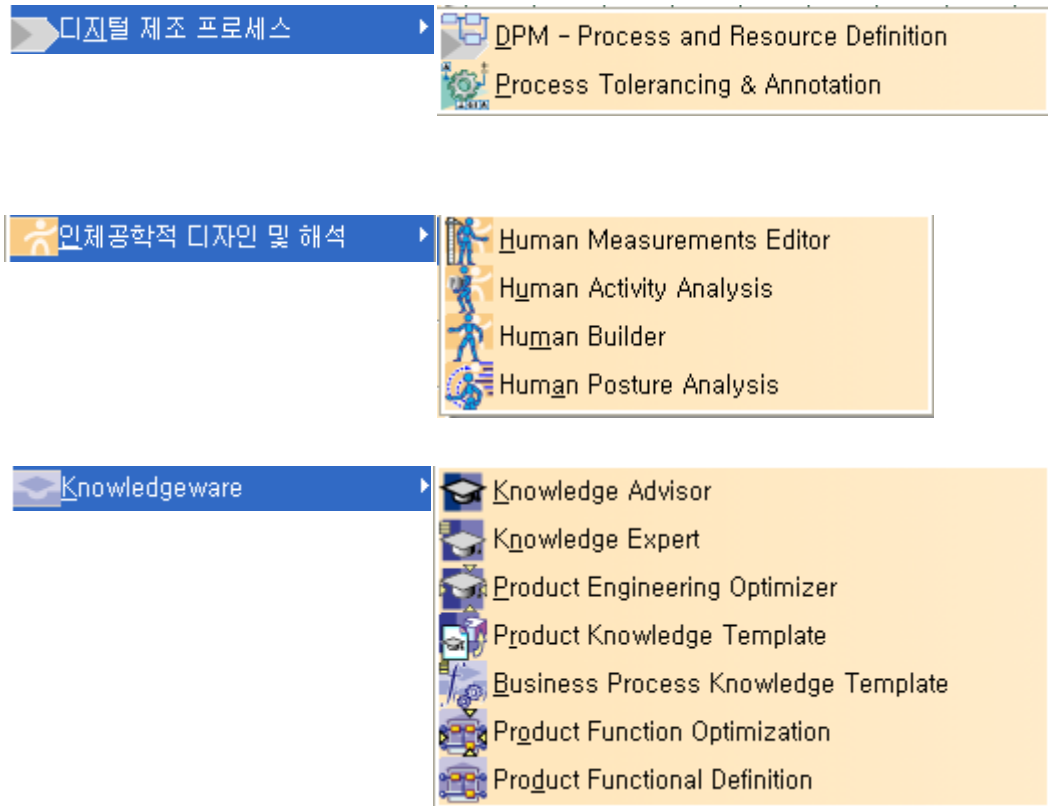 디지털 제조 프로세스
DPM - Process and Resource Definition
Process Tolerancing & Annotation
인체공학적 디자인 및 해석
Human Measurements Editor
Human Activity Analysis
Human Builder
Human Posture Analysis
Knowledgeware
Knowledge Advisor
Knowledge Expert
Product Engineering Optimizer
Product Knowledge Template
Business Process Knowledge Template
Product Function Optimization
Product Functional Definition